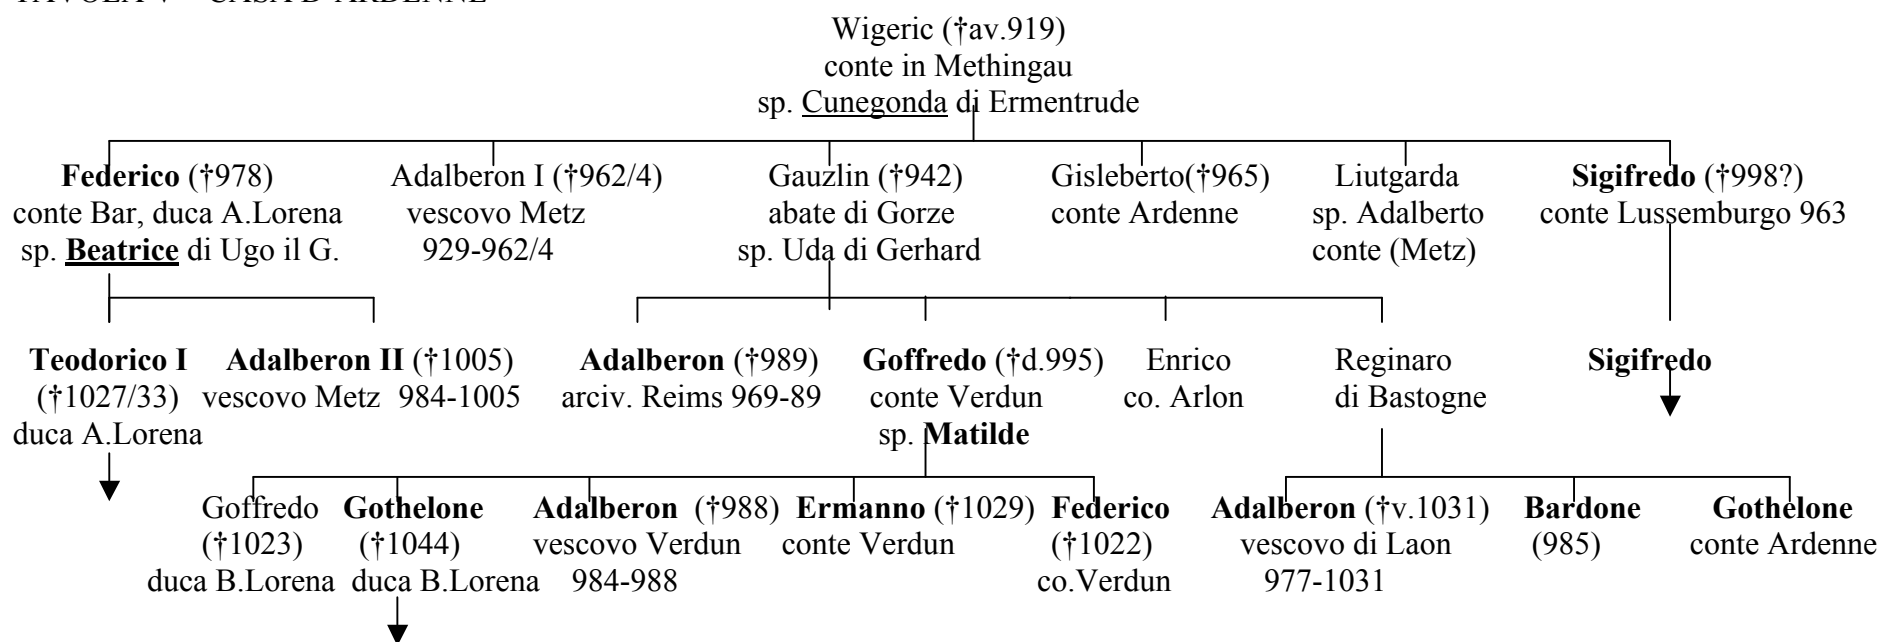 TAVOLA V – CASA D'ARDENNE
Wigeric (†av.919)
conte in Methingau
sp. Cunegonda di Ermentrude
Federico (†978) Adalberon I (†962/4) Gauzlin (†942) Gisleberto(†965) Liutgarda Sigifredo (†998?)
conte Bar, duca A.Lorena vescovo Metz abate di Gorze conte Ardenne sp. Adalberto conte Lussemburgo 963
sp. Beatrice di Ugo il G. 929-962/4 sp. Uda di Gerhard conte (Metz)
Teodorico I Adalberon II (†1005) Adalberon (†989) Goffredo (†d.995) Enrico Reginaro Sigifredo
(†1027/33) vescovo Metz 984-1005 arciv. Reims 969-89 conte Verdun co. Arlon di Bastogne
duca A.Lorena sp. Matilde
Goffredo Gothelone Adalberon (†988) Ermanno (†1029) Federico Adalberon (†v.1031) Bardone Gothelone
(†1023) (†1044) vescovo Verdun conte Verdun (†1022) vescovo di Laon (985) conte Ardenne
duca B.Lorena duca B.Lorena 984-988 co.Verdun 977-1031